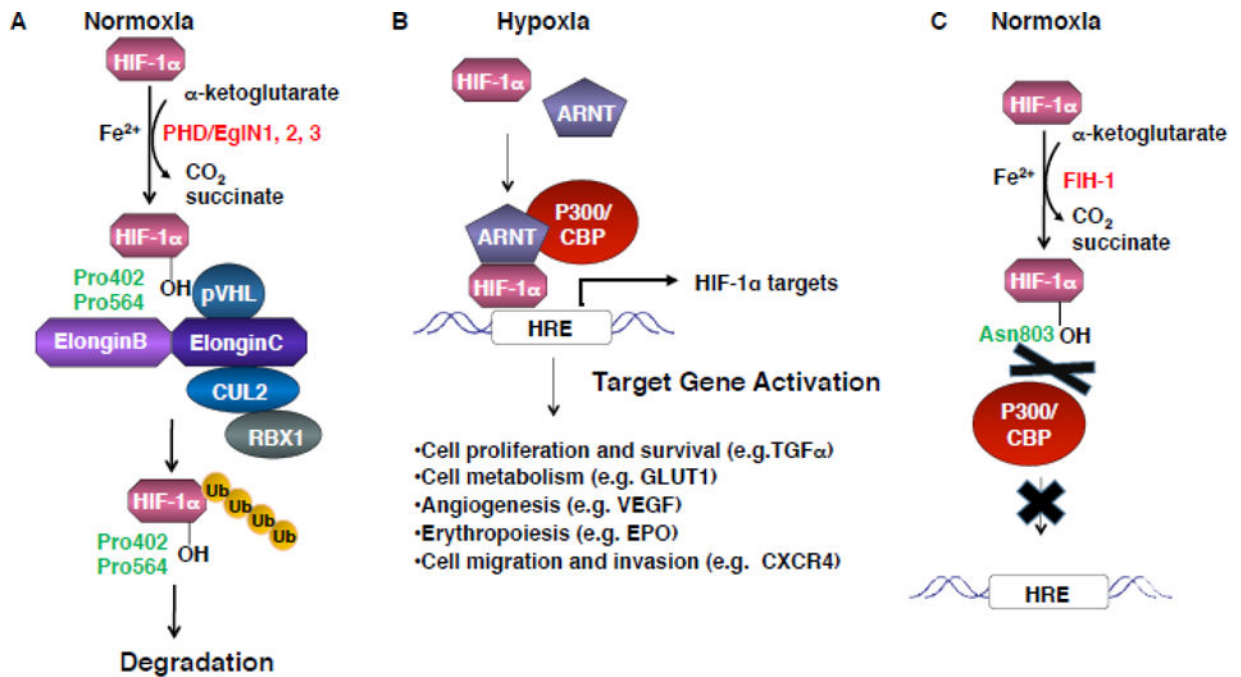 A
Normoxla
HIF-1α
α-ketoglutarate
Fe2+
PHD/EglN1, 2, 3
CO2
succinate
HIF-1α
Pro402
Pro564
OH
pVHL
ElonginB
ElonginC
CUL2
RBX1
HIF-1α
Ub
Ub
Ub
Ub
Pro402
Pro564
OH
Degradation
B
Hypoxla
HIF-1α
ARNT
P300/
CBP
ARNT
HIF-1α
HIF-1α targets
HRE
Target Gene Activation
•Cell proliferation and survival (e.g.TGFα)
•Cell metabolism (e.g. GLUT1)
•Angiogenesis (e.g. VEGF)
•Erythropoiesis (e.g. EPO)
•Cell migration and invasion (e.g. CXCR4)
C
Normoxla
HIF-1α
α-ketoglutarate
Fe2+
FIH-1
CO2
succinate
HIF-1α
Asn803
OH
P300/
CBP
HRE